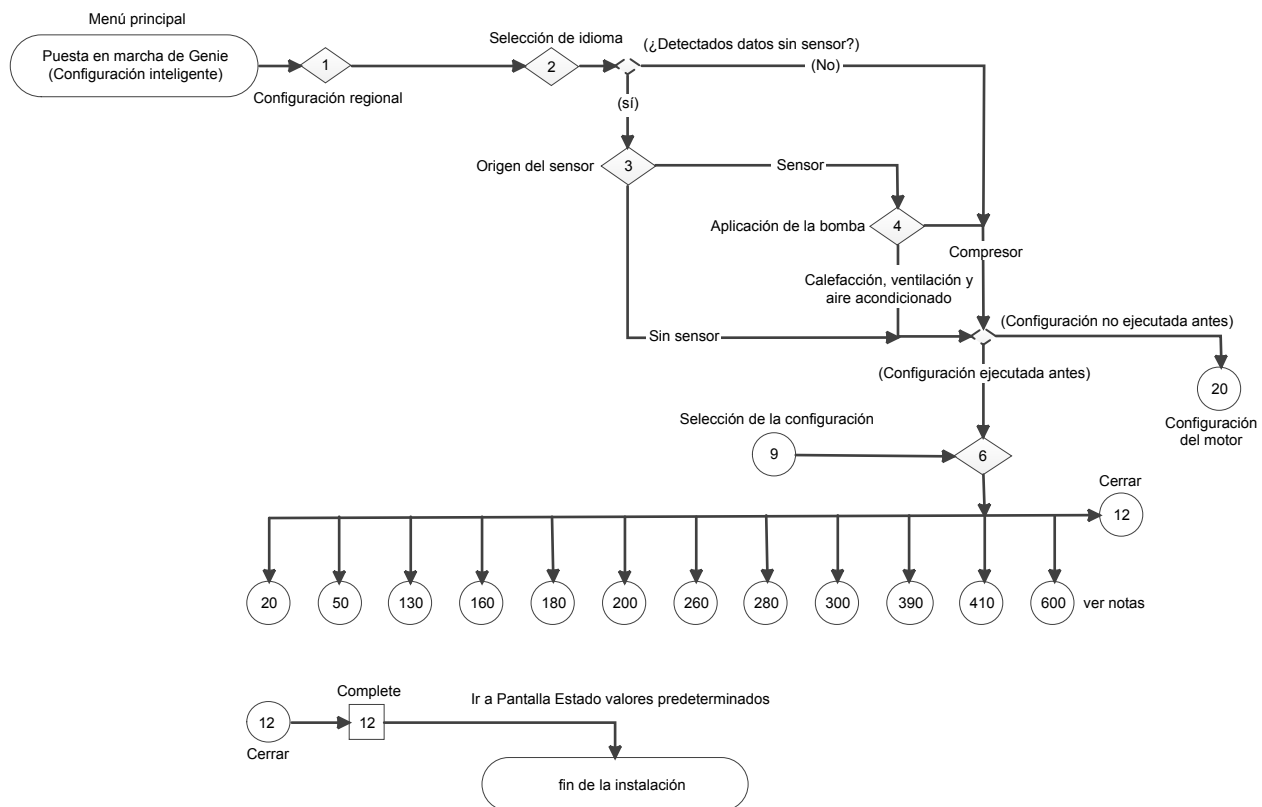 Menú principal
Puesta en marcha de Genie
(Configuración inteligente)
1
Configuración regional
Selección de idioma
2
(¿Detectados datos sin sensor?)
(No)
(sí)
Origen del sensor
3
Sensor
Aplicación de la bomba
4
Compresor
Calefacción, ventilación y
aire acondicionado
Sin sensor
(Configuración no ejecutada antes)
(Configuración ejecutada antes)
20
Configuración
del motor
Selección de la configuración
9
6
Cerrar
12
20
50
130
160
180
200
260
280
300
390
410
600
ver notas
Complete
Ir a Pantalla Estado valores predeterminados
12
12
Cerrar
fin de la instalación